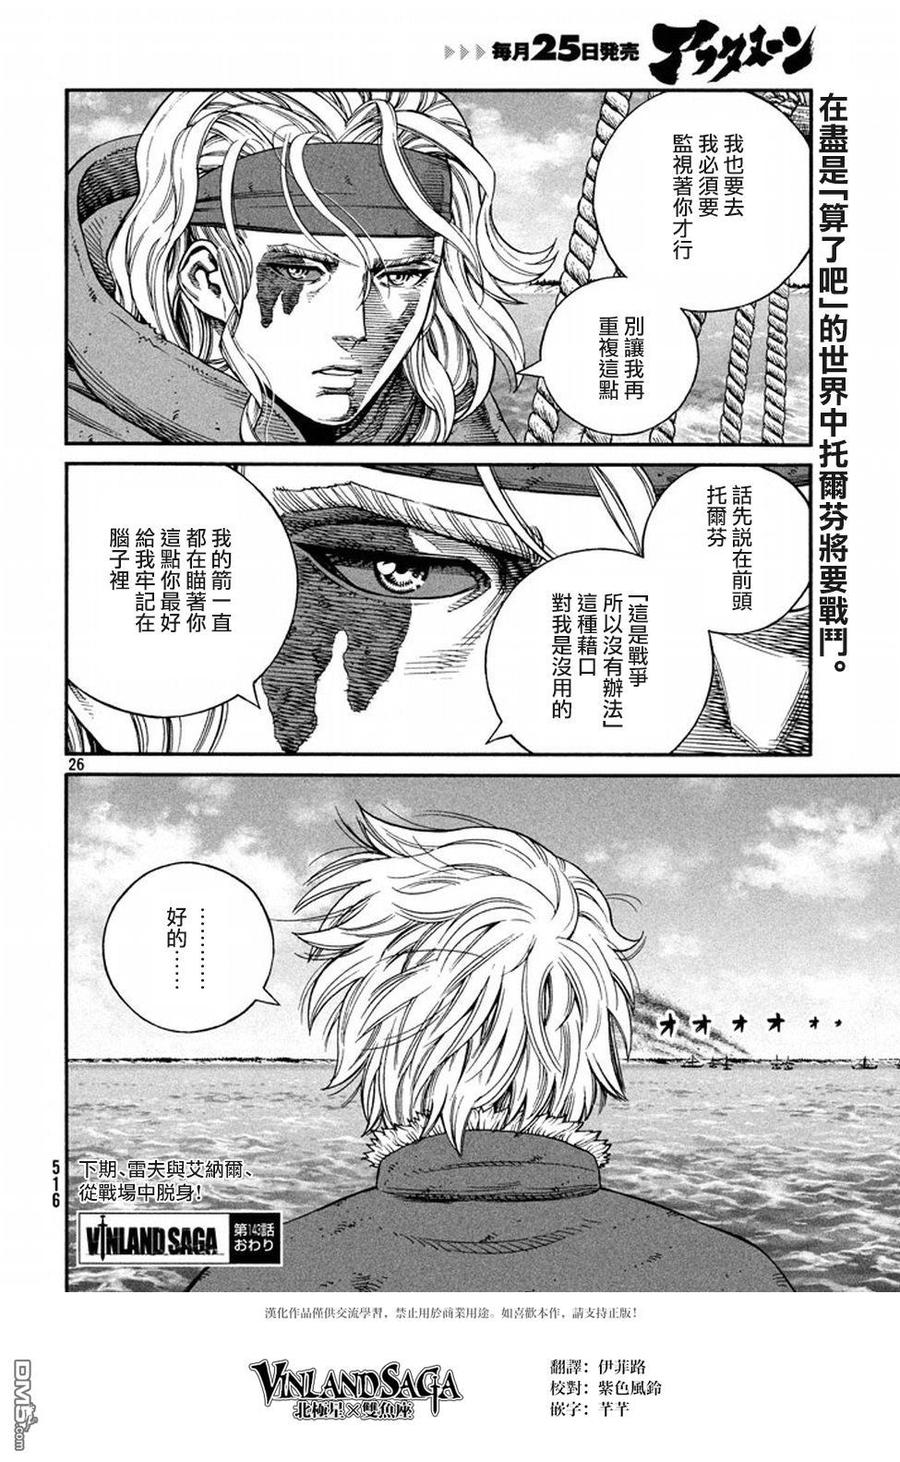 毎月25日発売 アフタヌーン
在盡是「算了吧」的世界中托爾芬將要戰鬥。
我也要去
我必須要
監視著你才行
別讓我再
重複這點
話先說在前頭
托爾芬
「這是戰爭
所以沒有辦法」
這種藉口
對我是沒用的
我的箭一直
都在瞄著你
這點你最好
給我牢記在
腦子裡
26
…………
好的……
オオオオォ..
516
下期、雷夫與艾納爾、
從戰場中脫身！
VINLAND SAGA
第143話
おわり
漢化作品僅供交流學習，禁止用於商業用途。如喜歡本作，請支持正版！
VINLAND SAGA
北極星×雙魚座
翻譯：伊菲路
校對：紫色風鈴
嵌字：芊芊
DM5.com